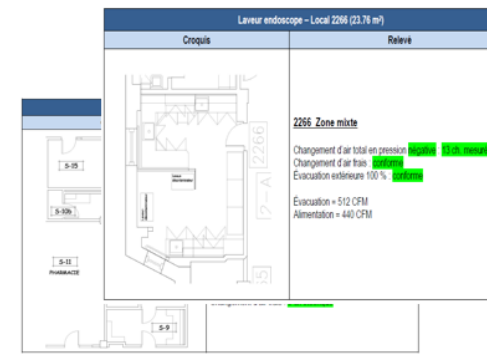 Laveur endoscope – Local 2266 (23.76 m²)
Croquis
Relevé
2266 Zone mixte
Changement d'air total en pression négative : 13 ch. mesuré
Changement d'air frais : conforme
Évacuation extérieure 100 % : conforme
Évacuation = 512 CFM
Alimentation = 440 CFM
2266
S-25
S-10b
S-11
PHARMACIE
S-9